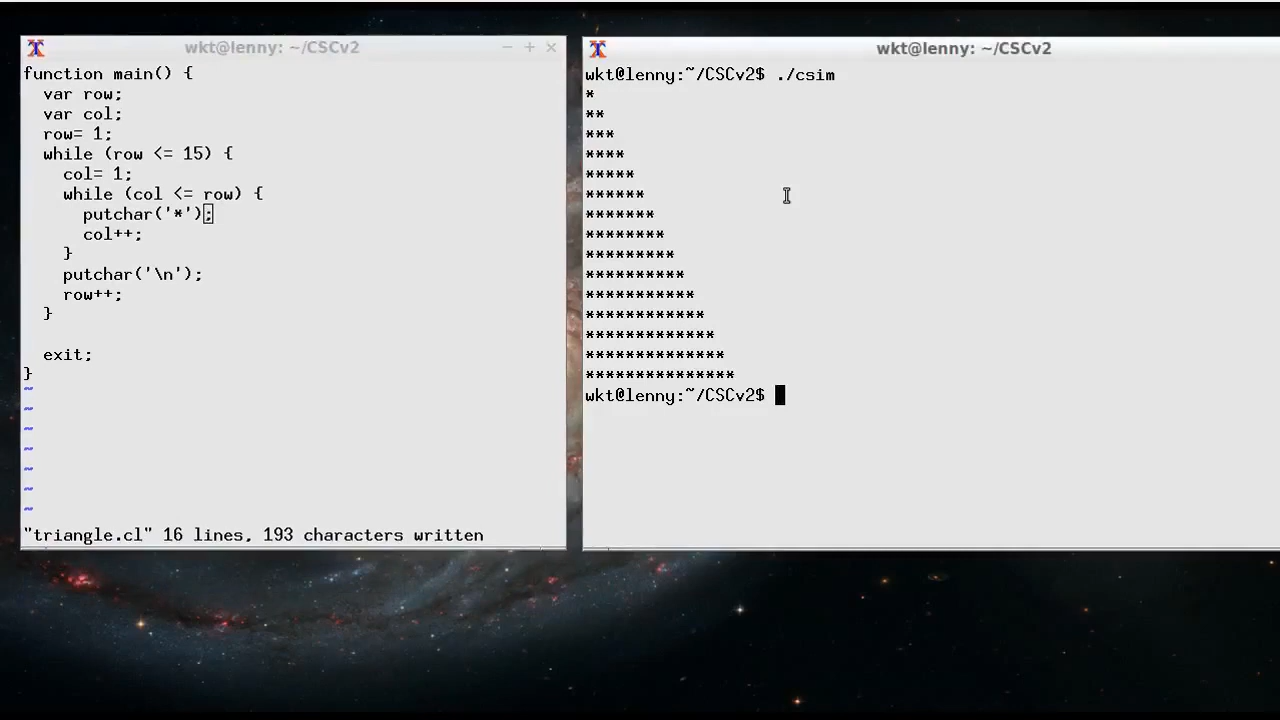 wkt@lenny: ~/CSCv2
function main() {
  var row;
  var col;
  row= 1;
  while (row <= 15) {
    col= 1;
    while (col <= row) {
      putchar('*');
      col++;
    }
    putchar('\n');
    row++;
  }
  exit;
}
~
~
~
~
~
~
~
"triangle.cl" 16 lines, 193 characters written
wkt@lenny: ~/CSCv2
wkt@lenny:~/CSCv2$ ./csim
*
**
***
****
*****
******
*******
********
*********
**********
***********
************
*************
**************
***************
wkt@lenny:~/CSCv2$